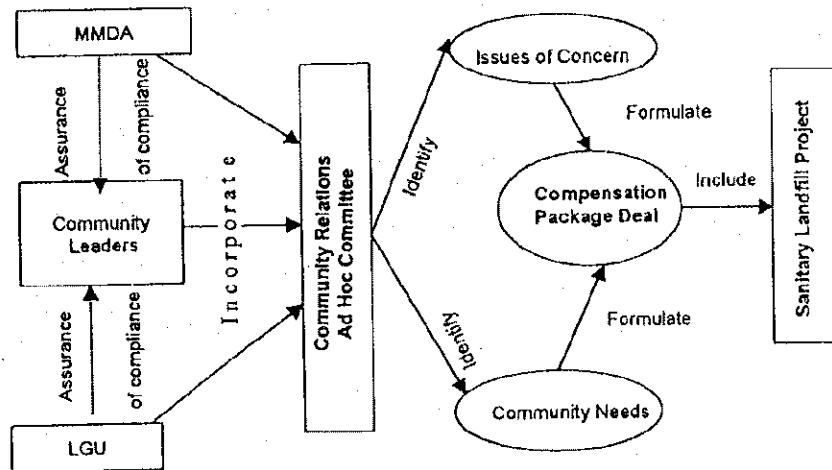 MMDA
Assurance
of compliance
Community
Leaders
Assurance
of compliance
LGU
Incorporate
Community Relations
Ad Hoc Committee
Identify
Identify
Issues of Concern
Formulate
Compensation
Package Deal
Include
Formulate
Community Needs
Sanitary Landfill Project